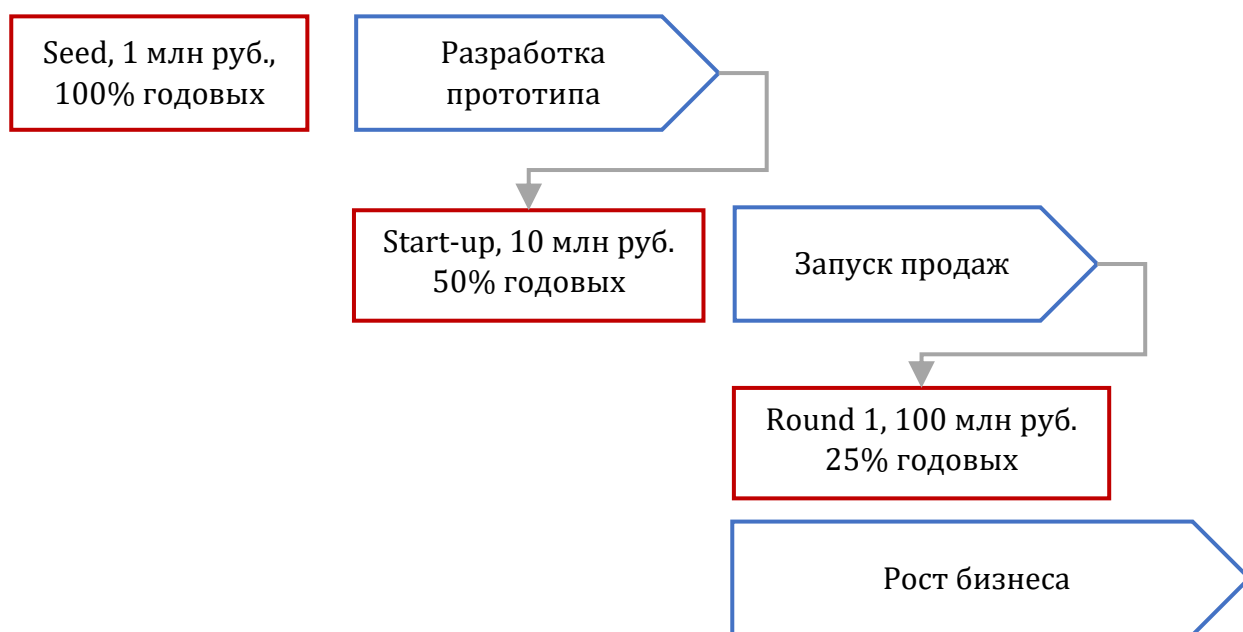 Seed, 1 млн руб.,
100% годовых
Разработка
прототипа
Start-up, 10 млн руб.
50% годовых
Запуск продаж
Round 1, 100 млн руб.
25% годовых
Рост бизнеса